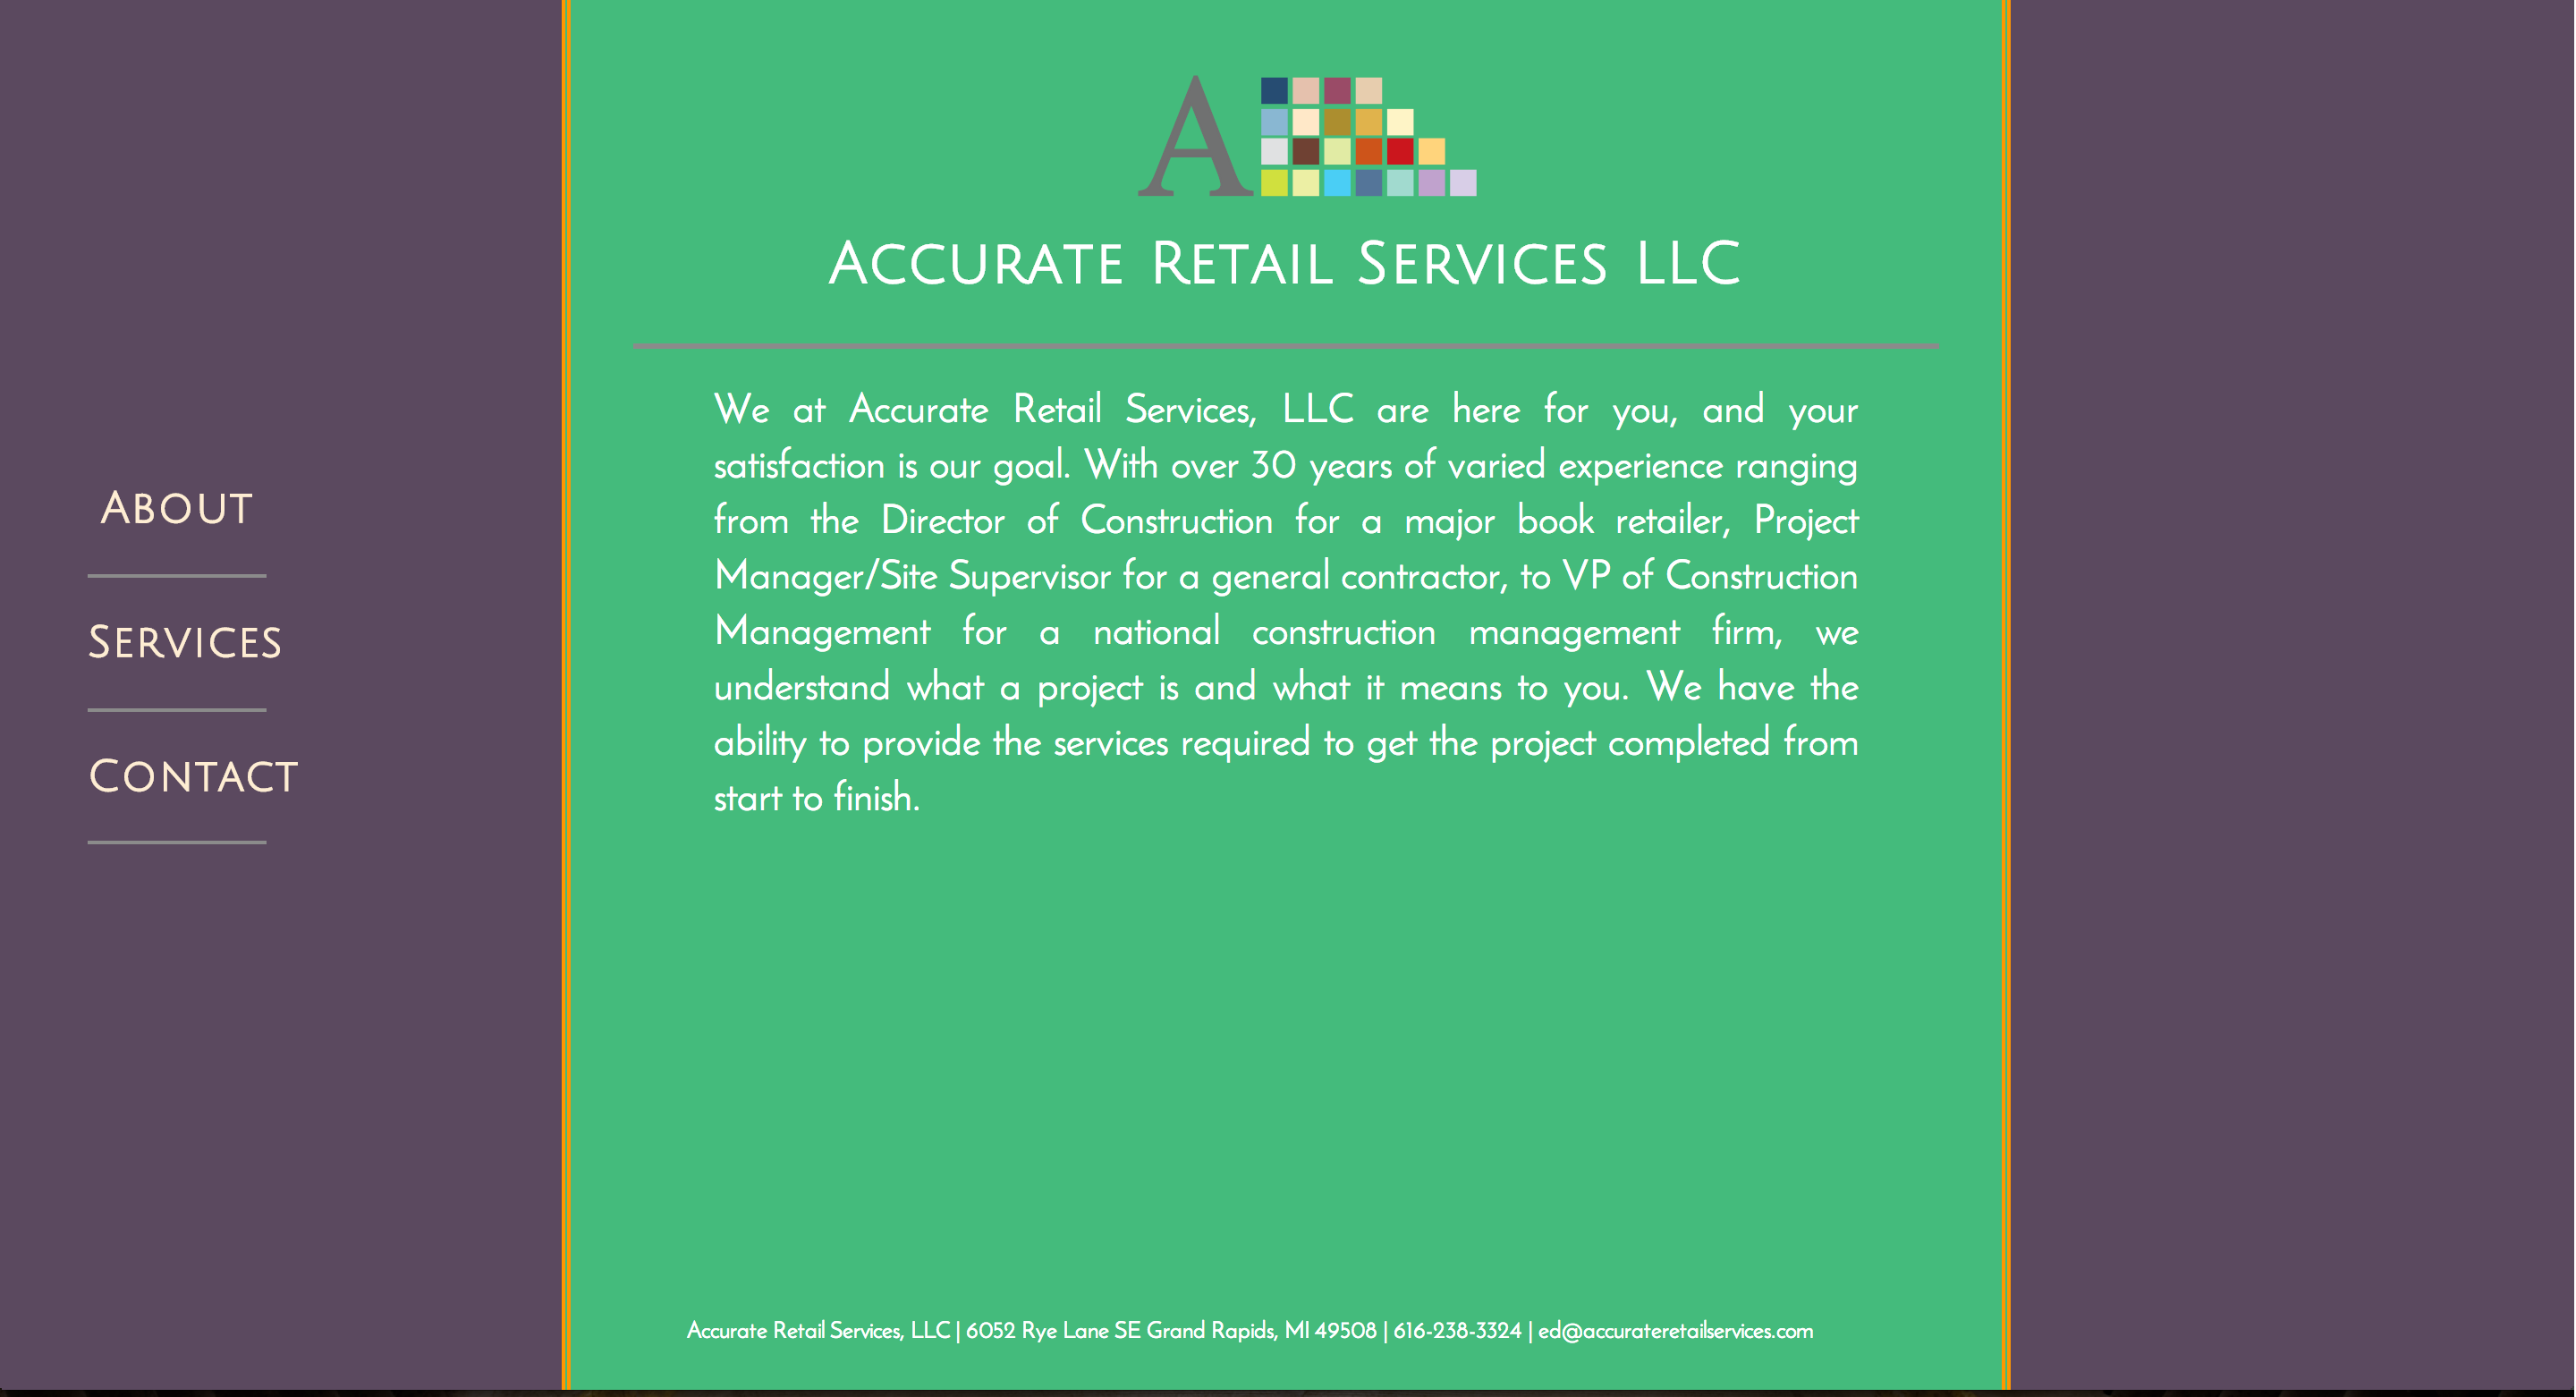 A
Accurate Retail Services LLC
About
Services
Contact
We at Accurate Retail Services, LLC are here for you, and your
satisfaction is our goal. With over 30 years of varied experience ranging
from the Director of Construction for a major book retailer, Project
Manager/Site Supervisor for a general contractor, to VP of Construction
Management for a national construction management firm, we
understand what a project is and what it means to you. We have the
ability to provide the services required to get the project completed from
start to finish.
Accurate Retail Services, LLC | 6052 Rye Lane SE Grand Rapids, MI 49508 | 616-238-3324 | ed@accurateretailservices.com